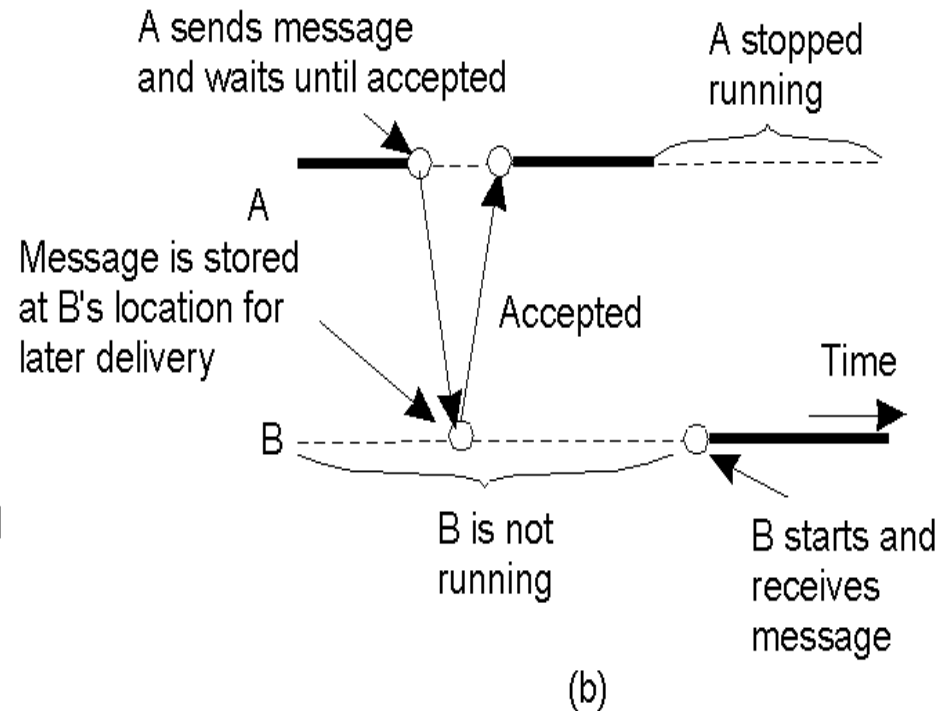 A sends message
and waits until accepted
A stopped
running
A
Message is stored
at B's location for
later delivery
Accepted
Time
B
B is not
running
B starts and
receives
message
(b)